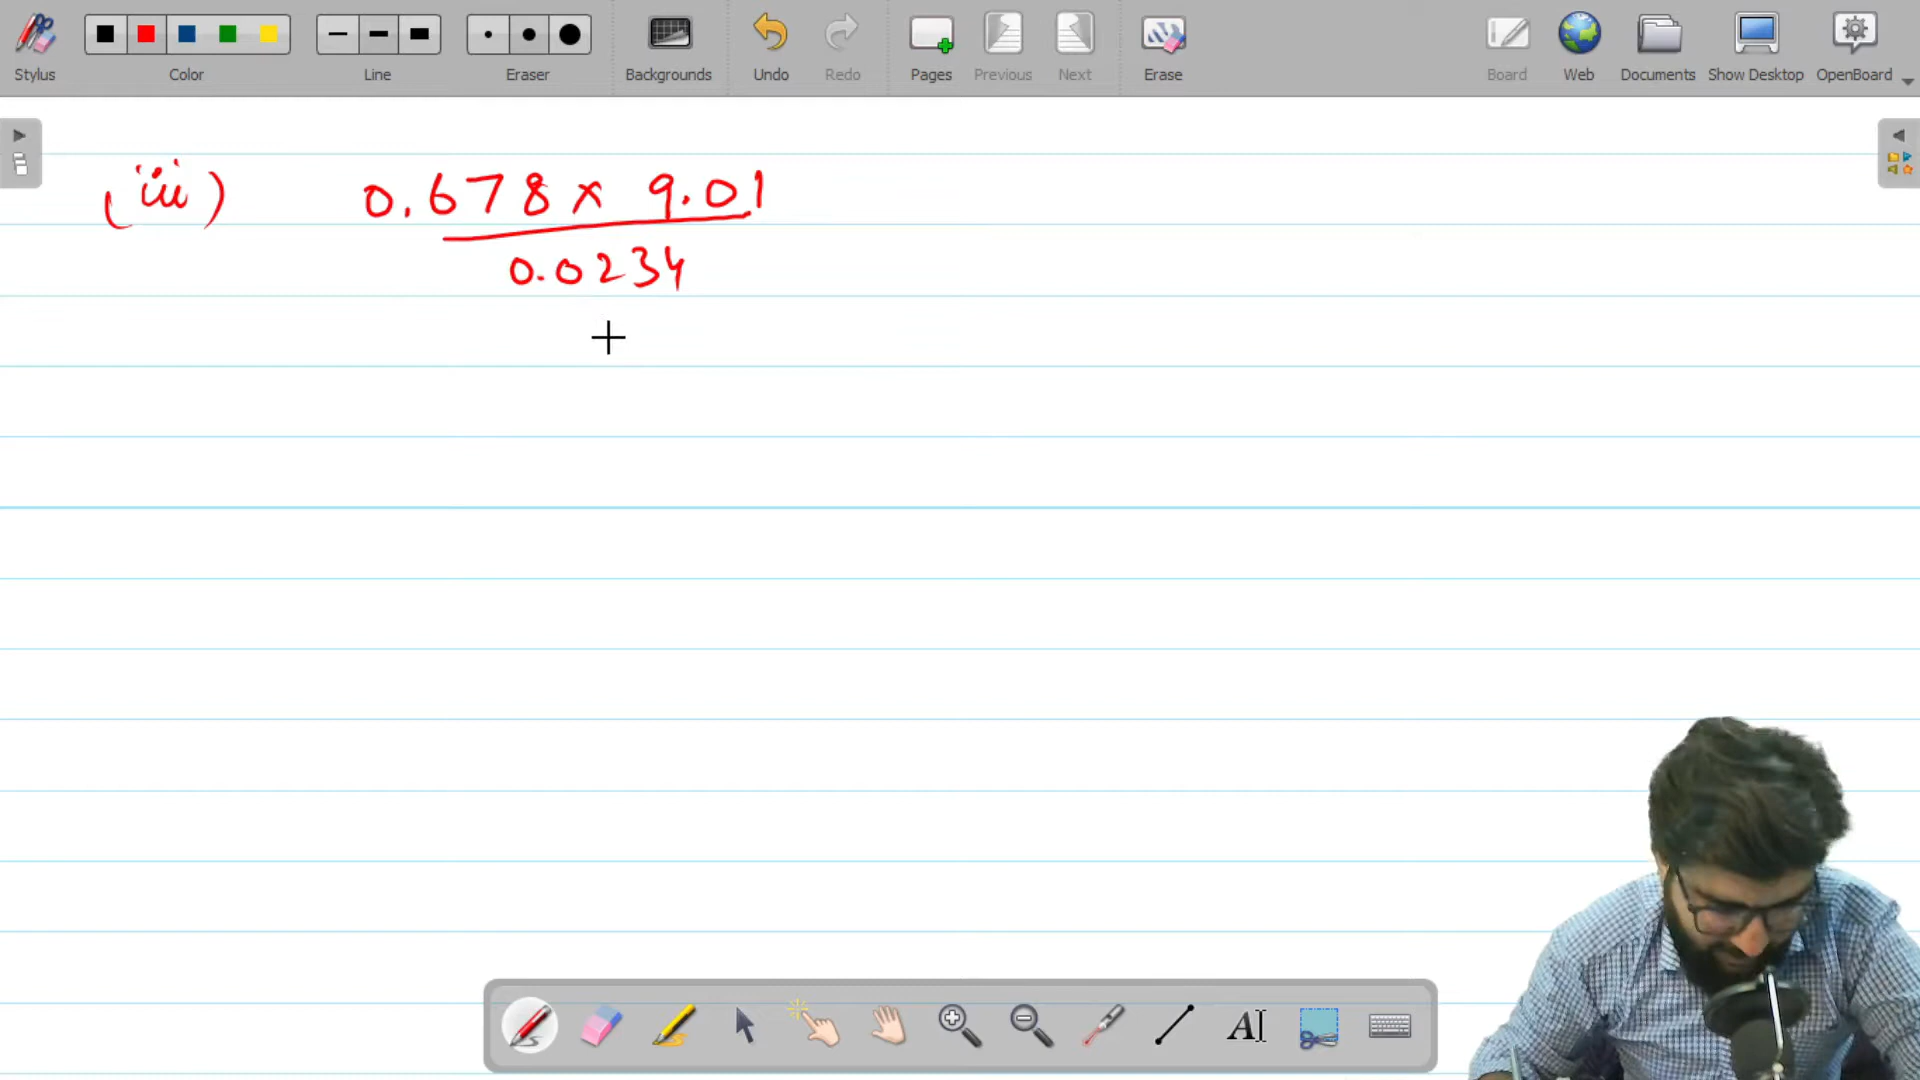 Stylus Color Line Eraser Backgrounds Undo Redo Pages Previous Next Erase Board Web Documents Show Desktop OpenBoard
(iii) 0.678 × 9.01
0.0234
A